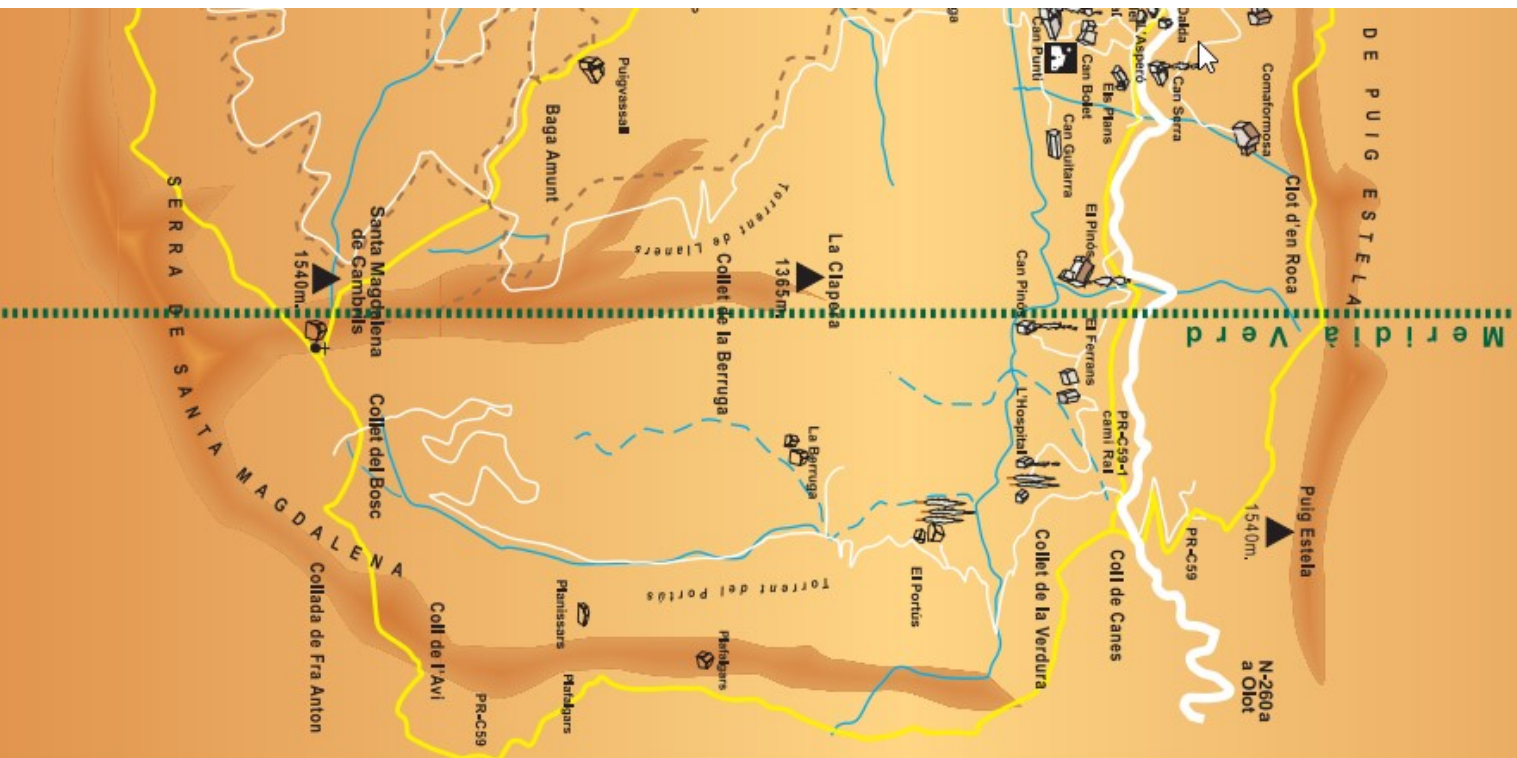 DE PUIG ESTELA
Comaformosa
Clot d'en Roca
Meridià Verd
Puig Estela
1540m.
N-260a
a Olot
Can Serra
L'Asperó
Els Plans
Can Bolet
Can Punti
Can Guitarra
El Pinós
Can Pinós
El Ferrans
L'Hospital
PR-C59-1
camí Ral
PR-C59
Coll de Canes
Collet de la Verdura
El Portús
La Clapera
1365m.
Torrent de Llaners
Collet de la Berruga
La Berruga
Torrent del Portús
Plafalgars
Puigvassall
Baga Amunt
Planissars
Plafalgars
PR-C59
Santa Magdalena
de Cambrils
1540m.
Collet del Bosc
Coll de l'Avi
Collada de Fra Anton
SERRA DE SANTA MAGDALENA